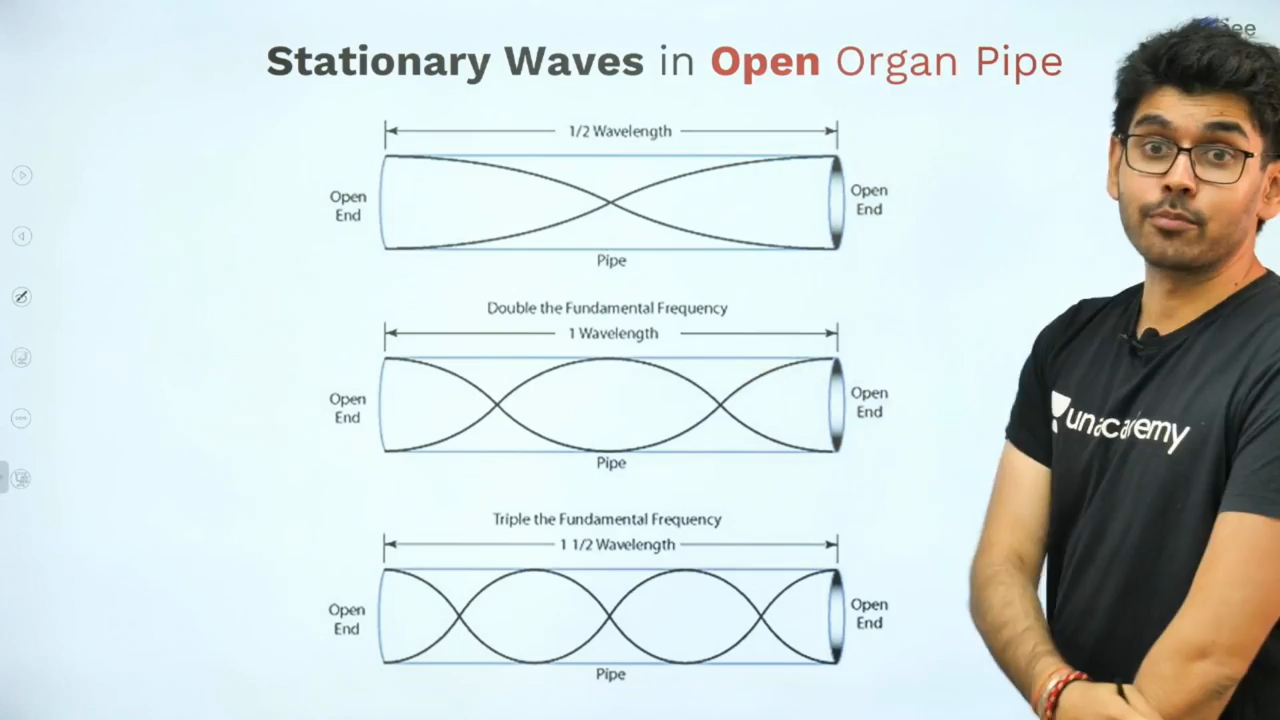 Stationary Waves in Open Organ Pipe
1/2 Wavelength
Open
End
Open
End
Pipe
Double the Fundamental Frequency
1 Wavelength
Open
End
Open
End
Pipe
Triple the Fundamental Frequency
1 1/2 Wavelength
Open
End
Open
End
Pipe
unacademy